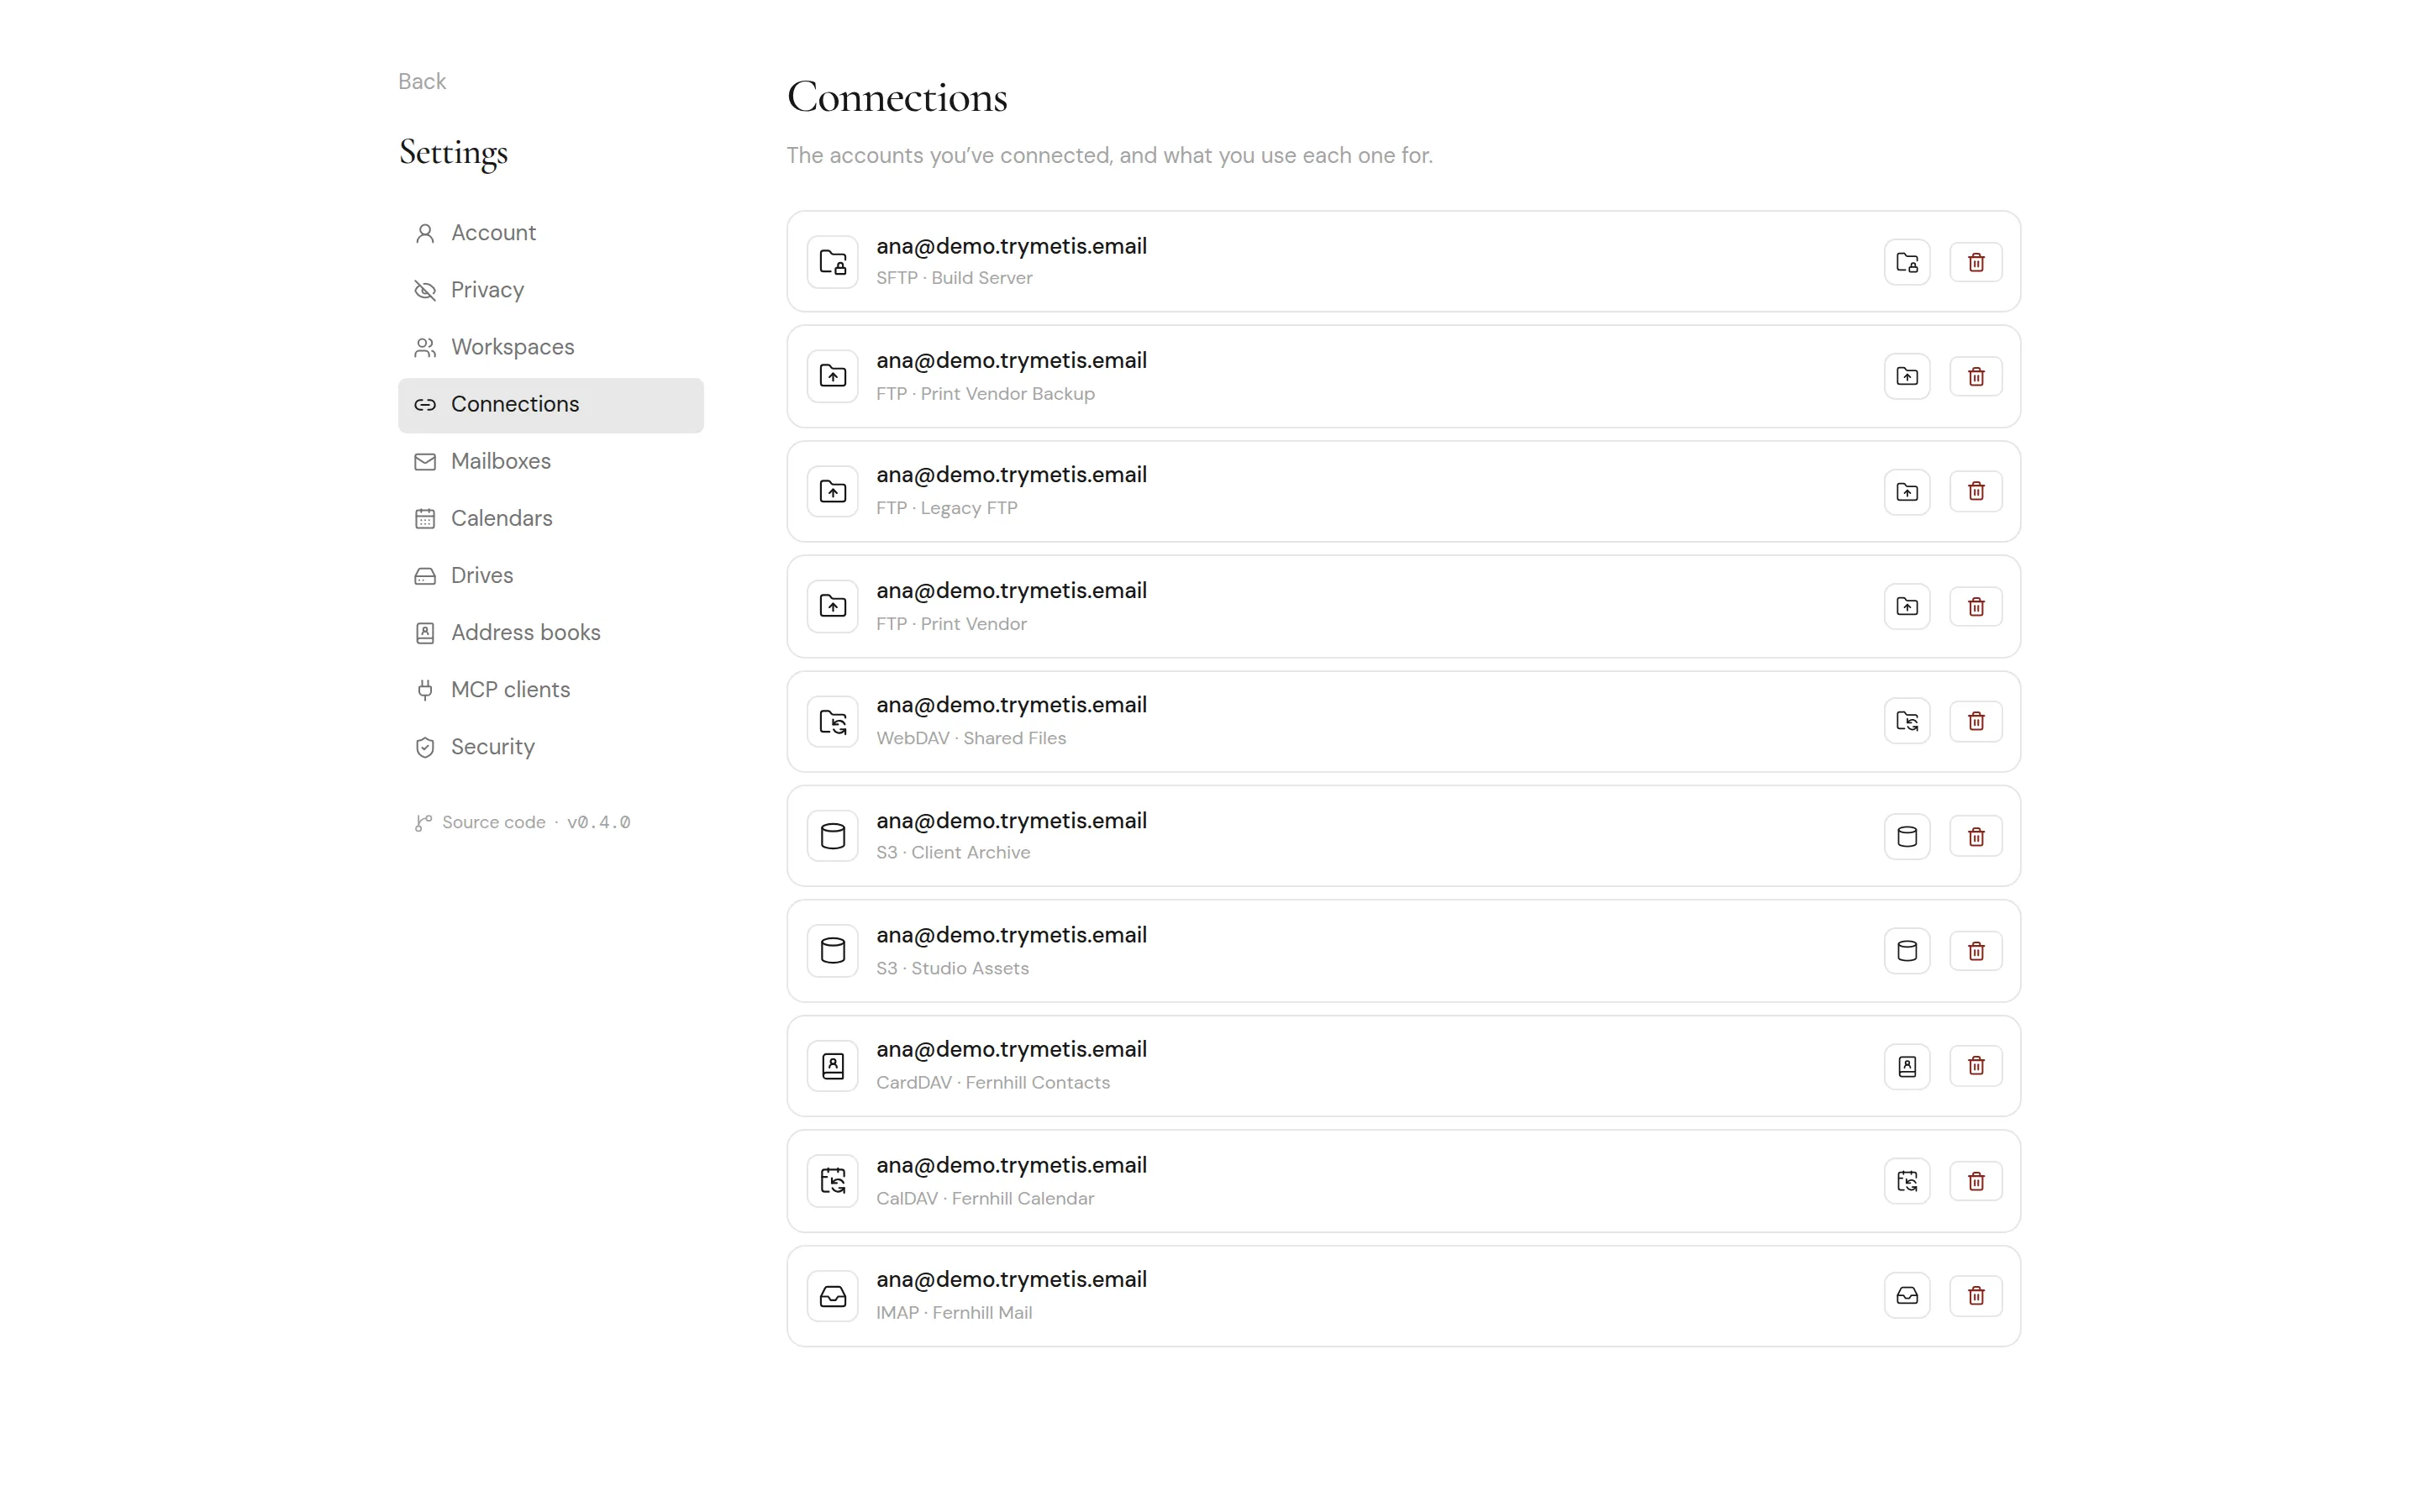 Back
Settings
Account
Privacy
Workspaces
Connections
Mailboxes
Calendars
Drives
Address books
MCP clients
Security
Source code · v0.4.0
Connections
The accounts you’ve connected, and what you use each one for.
ana@demo.trymetis.email
SFTP · Build Server
ana@demo.trymetis.email
FTP · Print Vendor Backup
ana@demo.trymetis.email
FTP · Legacy FTP
ana@demo.trymetis.email
FTP · Print Vendor
ana@demo.trymetis.email
WebDAV · Shared Files
ana@demo.trymetis.email
S3 · Client Archive
ana@demo.trymetis.email
S3 · Studio Assets
ana@demo.trymetis.email
CardDAV · Fernhill Contacts
ana@demo.trymetis.email
CalDAV · Fernhill Calendar
ana@demo.trymetis.email
IMAP · Fernhill Mail